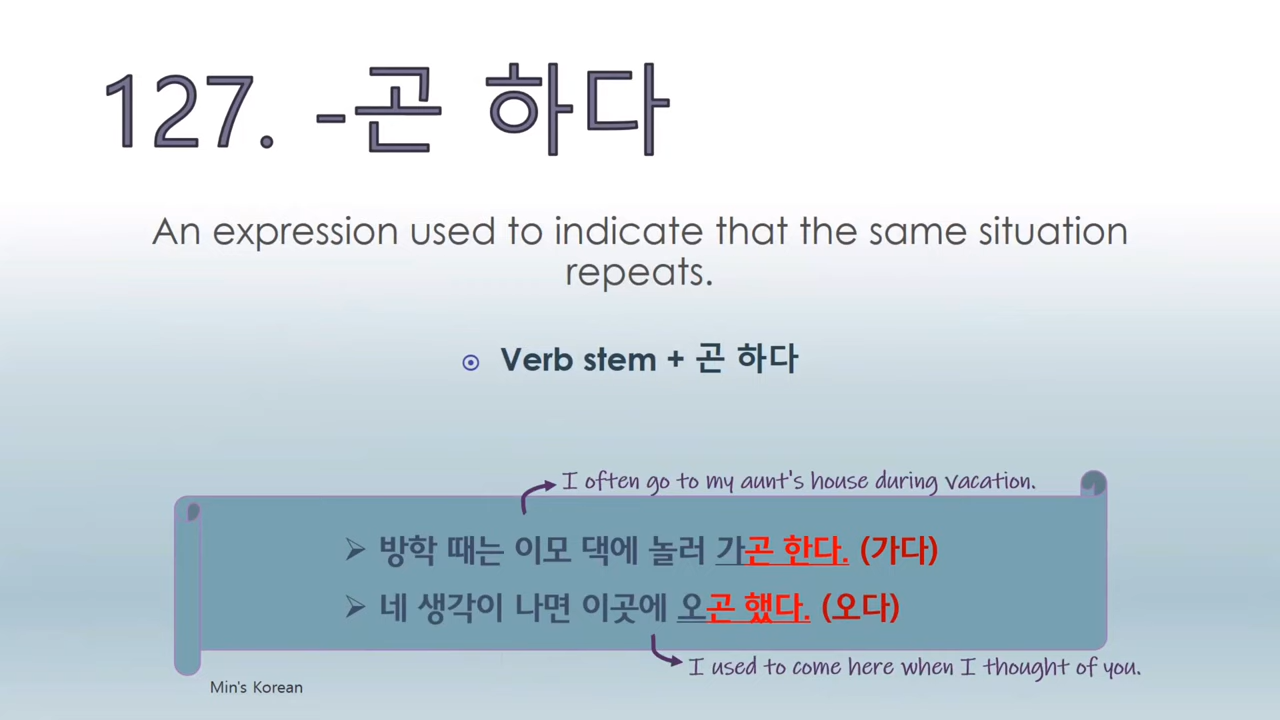 127. -곤 하다
An expression used to indicate that the same situation
repeats.
Verb stem + 곤 하다
I often go to my aunt's house during vacation.
방학 때는 이모 댁에 놀러 가곤 한다. (가다)
네 생각이 나면 이곳에 오곤 했다. (오다)
I used to come here when I thought of you.
Min's Korean